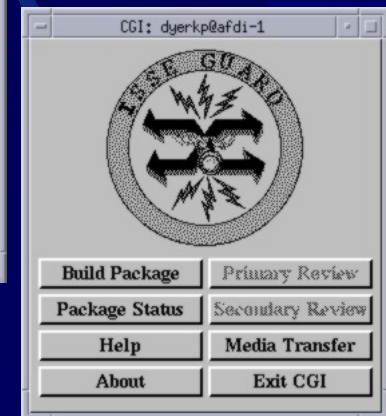 CGI: dyerkp@afdi-1
ISSE GUARD
Build Package Primary Review
Package Status Secondary Review
Help Media Transfer
About Exit CGI